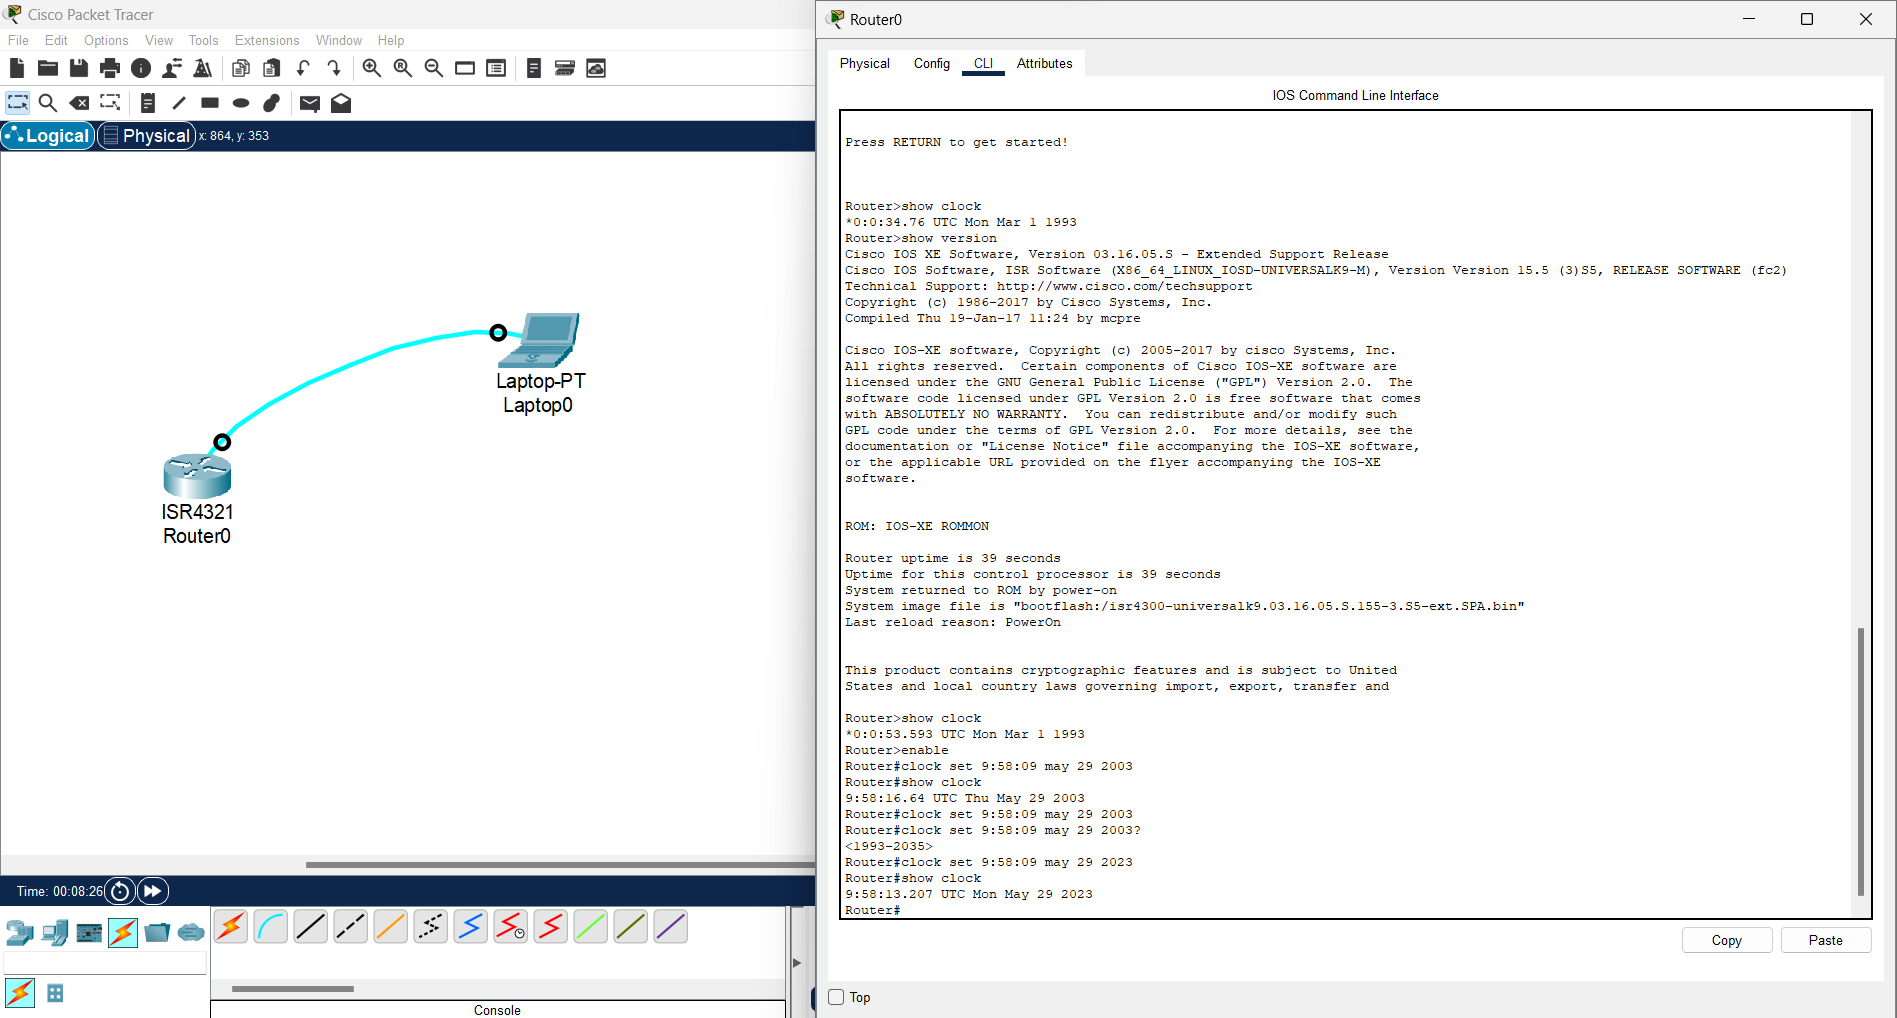 Cisco Packet Tracer
File Edit Options View Tools Extensions Window Help
Logical Physical x: 864, y: 353
Laptop-PT
Laptop0
ISR4321
Router0
Time: 00:08:26
Console
Router0
Physical Config CLI Attributes
IOS Command Line Interface
Press RETURN to get started!
Router>show clock
*0:0:34.76 UTC Mon Mar 1 1993
Router>show version
Cisco IOS XE Software, Version 03.16.05.S - Extended Support Release
Cisco IOS Software, ISR Software (X86_64_LINUX_IOSD-UNIVERSALK9-M), Version Version 15.5 (3)S5, RELEASE SOFTWARE (fc2)
Technical Support: http://www.cisco.com/techsupport
Copyright (c) 1986-2017 by Cisco Systems, Inc.
Compiled Thu 19-Jan-17 11:24 by mcpre
Cisco IOS-XE software, Copyright (c) 2005-2017 by cisco Systems, Inc.
All rights reserved.  Certain components of Cisco IOS-XE software are
licensed under the GNU General Public License ("GPL") Version 2.0.  The
software code licensed under GPL Version 2.0 is free software that comes
with ABSOLUTELY NO WARRANTY.  You can redistribute and/or modify such
GPL code under the terms of GPL Version 2.0.  For more details, see the
documentation or "License Notice" file accompanying the IOS-XE software,
or the applicable URL provided on the flyer accompanying the IOS-XE
software.
ROM: IOS-XE ROMMON
Router uptime is 39 seconds
Uptime for this control processor is 39 seconds
System returned to ROM by power-on
System image file is "bootflash:/isr4300-universalk9.03.16.05.S.155-3.S5-ext.SPA.bin"
Last reload reason: PowerOn
This product contains cryptographic features and is subject to United
States and local country laws governing import, export, transfer and
Router>show clock
*0:0:53.593 UTC Mon Mar 1 1993
Router>enable
Router#clock set 9:58:09 may 29 2003
Router#show clock
9:58:16.64 UTC Thu May 29 2003
Router#clock set 9:58:09 may 29 2003
Router#clock set 9:58:09 may 29 2003?
<1993-2035>
Router#clock set 9:58:09 may 29 2023
Router#show clock
9:58:13.207 UTC Mon May 29 2023
Router#
Copy Paste
Top